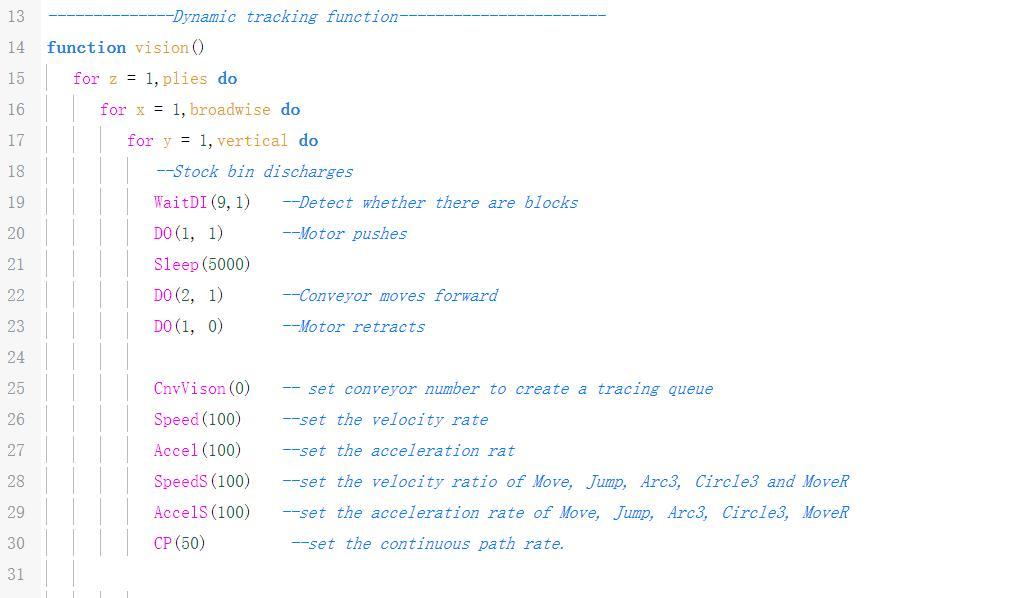 13 --------------Dynamic tracking function-----------------------
14 function vision()
15 for z = 1,plies do
16 for x = 1,broadwise do
17 for y = 1,vertical do
18 --Stock bin discharges
19 WaitDI(9,1) --Detect whether there are blocks
20 DO(1, 1) --Motor pushes
21 Sleep(5000)
22 DO(2, 1) --Conveyor moves forward
23 DO(1, 0) --Motor retracts
24
25 CnvVison(0) -- set conveyor number to create a tracing queue
26 Speed(100) --set the velocity rate
27 Accel(100) --set the acceleration rat
28 SpeedS(100) --set the velocity ratio of Move, Jump, Arc3, Circle3 and MoveR
29 AccelS(100) --set the acceleration rate of Move, Jump, Arc3, Circle3, MoveR
30 CP(50) --set the continuous path rate.
31